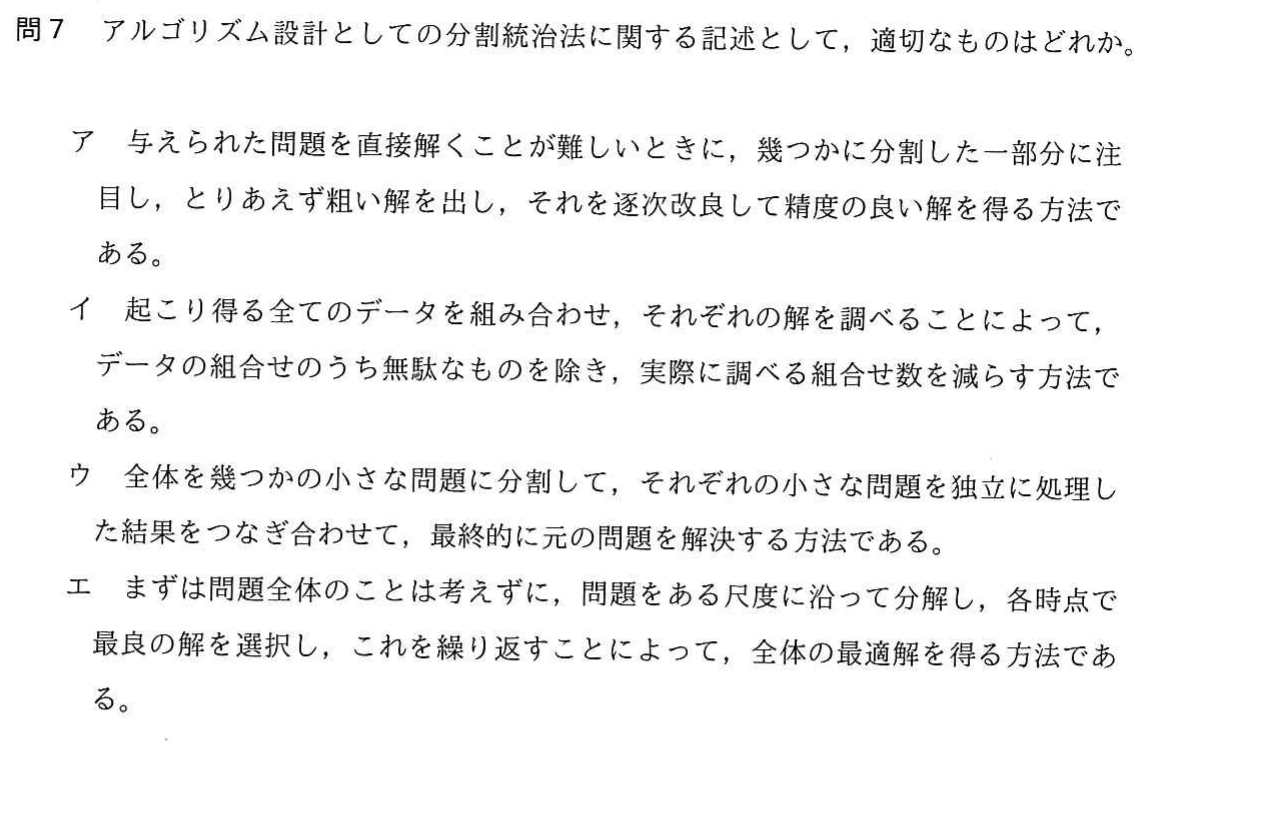 問7 アルゴリズム設計としての分割統治法に関する記述として，適切なものはどれか。
ア 与えられた問題を直接解くことが難しいときに，幾つかに分割した一部分に注
目し，とりあえず粗い解を出し，それを逐次改良して精度の良い解を得る方法で
ある。
イ 起こり得る全てのデータを組み合わせ，それぞれの解を調べることによって，
データの組合せのうち無駄なものを除き，実際に調べる組合せ数を減らす方法で
ある。
ウ 全体を幾つかの小さな問題に分割して，それぞれの小さな問題を独立に処理し
た結果をつなぎ合わせて，最終的に元の問題を解決する方法である。
エ まずは問題全体のことは考えずに，問題をある尺度に沿って分解し，各時点で
最良の解を選択し，これを繰り返すことによって，全体の最適解を得る方法であ
る。